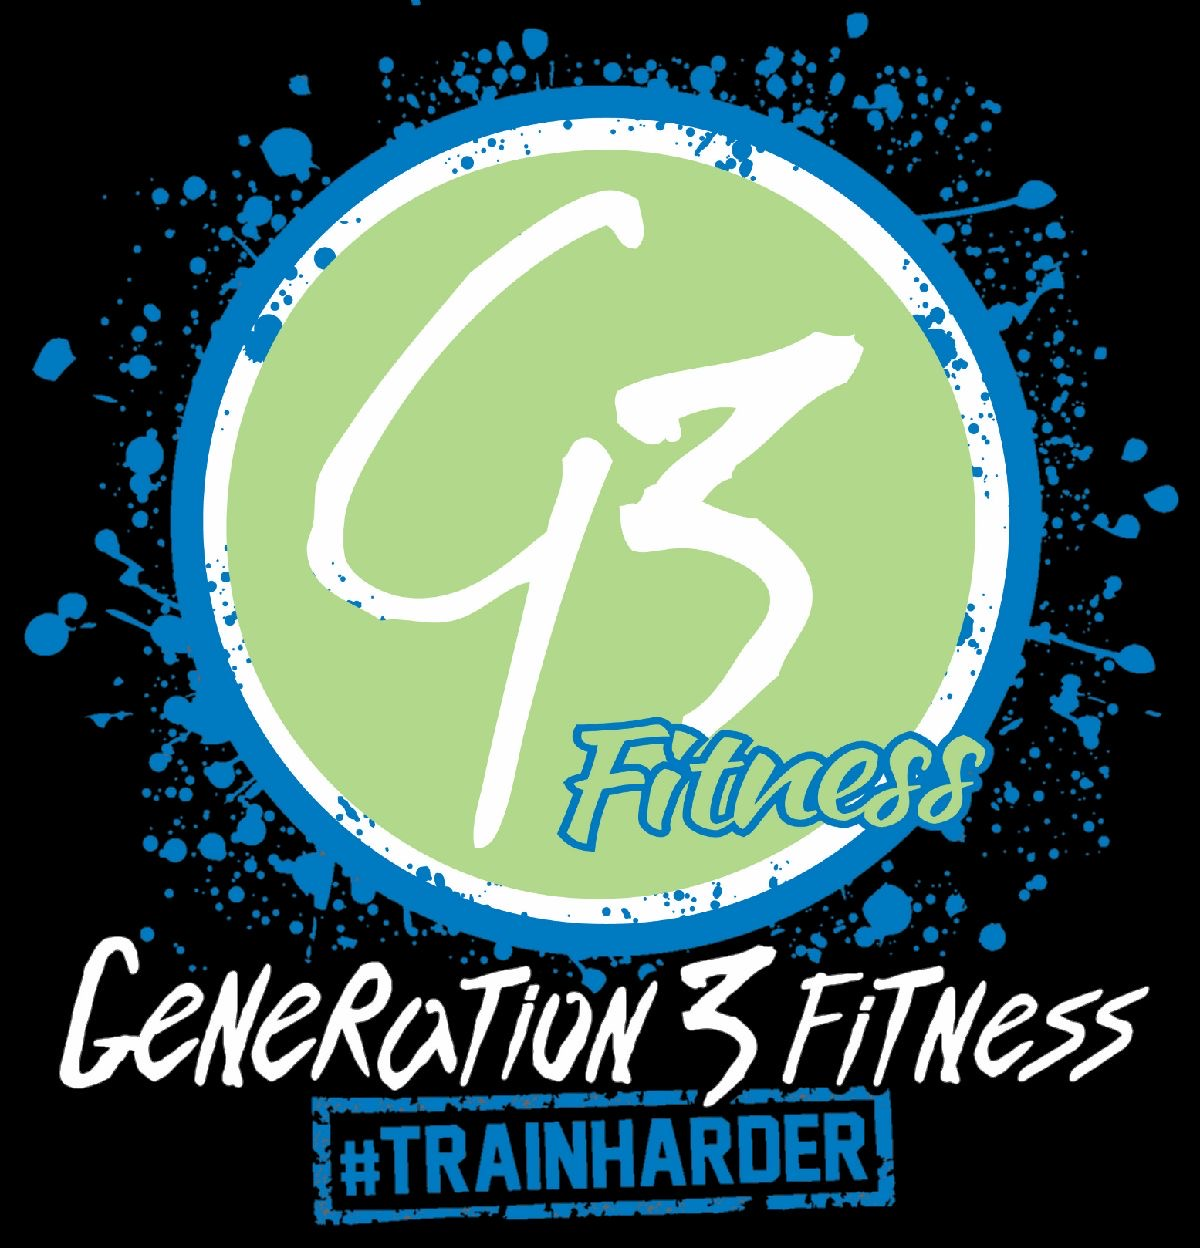 G3
Fitness
GeNeRaTioN 3 FiTNess
#TRAINHARDER